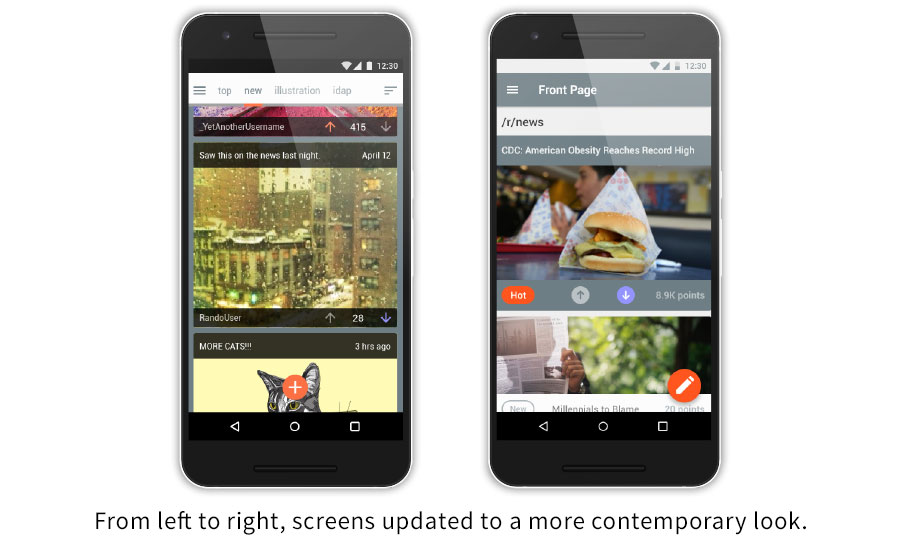 12:30
top new illustration idap
_YetAnotherUsername 415
Saw this on the news last night. April 12
RandoUser 28
MORE CATS!!! 3 hrs ago
12:30
Front Page
/r/news
CDC: American Obesity Reaches Record High
Hot 8.9K points
New Millennials to Blame 20 points
From left to right, screens updated to a more contemporary look.